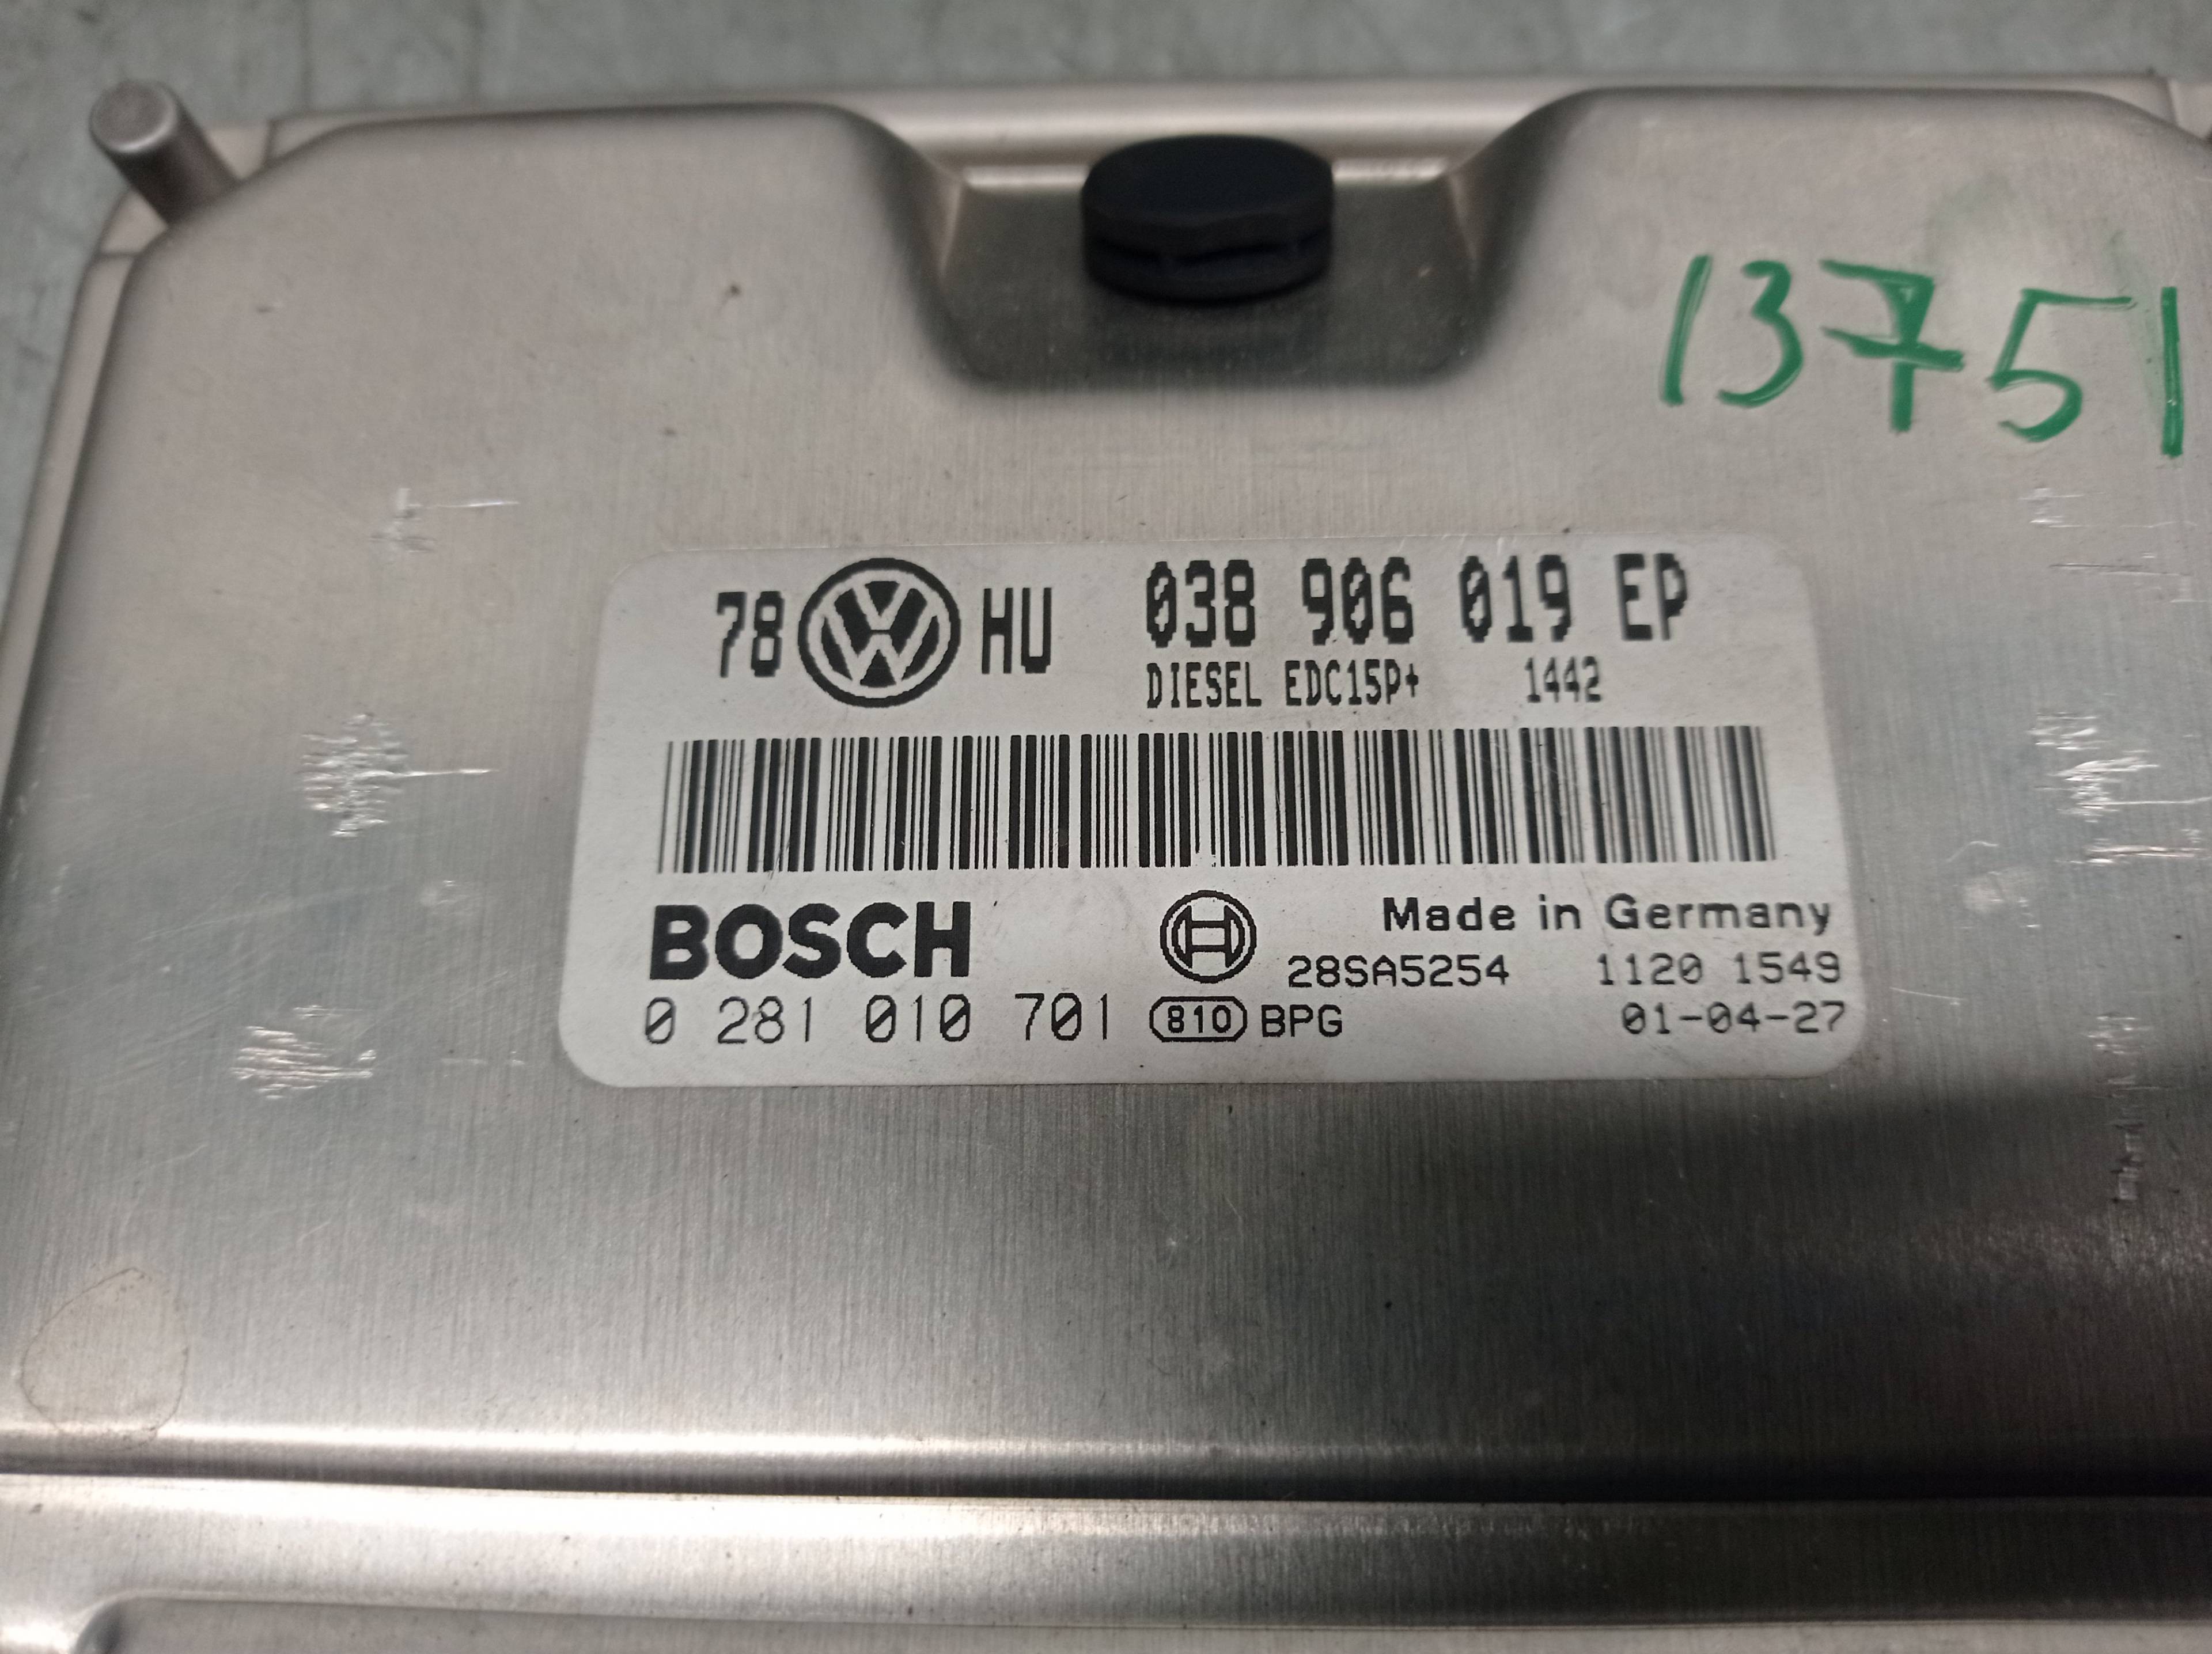 13751
78 VW HU 038 906 019 EP
DIESEL EDC15P+ 1442
BOSCH Made in Germany
28SA5254 1120 1549
0 281 010 701 810 BPG 01-04-27